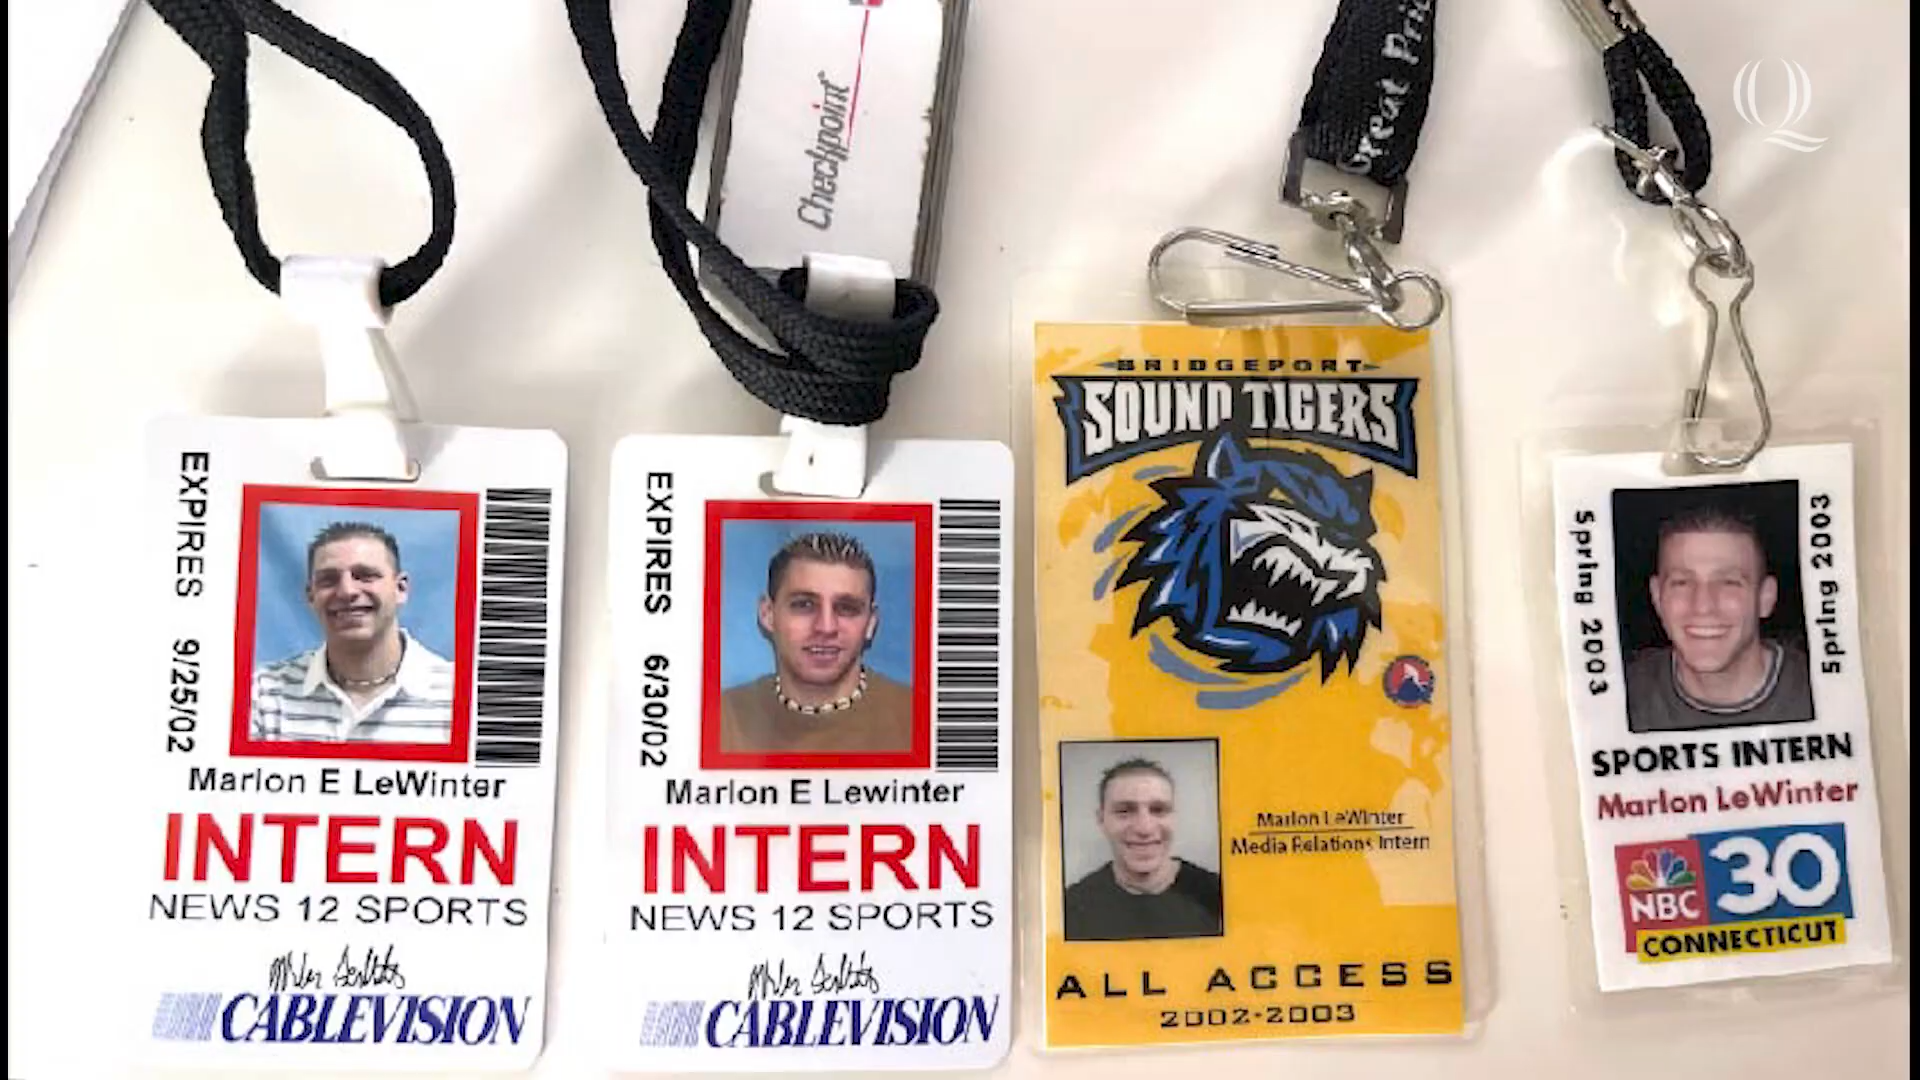 Checkpoint
Great Pri
Q
EXPIRES 9/25/02
Marlon E LeWinter
INTERN
NEWS 12 SPORTS
CABLEVISION
EXPIRES 6/30/02
Marlon E Lewinter
INTERN
NEWS 12 SPORTS
CABLEVISION
BRIDGEPORT
SOUND TIGERS
Marlon LeWinter
Media Relations Intern
ALL ACCESS
2002-2003
Spring 2003
Spring 2003
SPORTS INTERN
Marlon LeWinter
NBC 30
CONNECTICUT